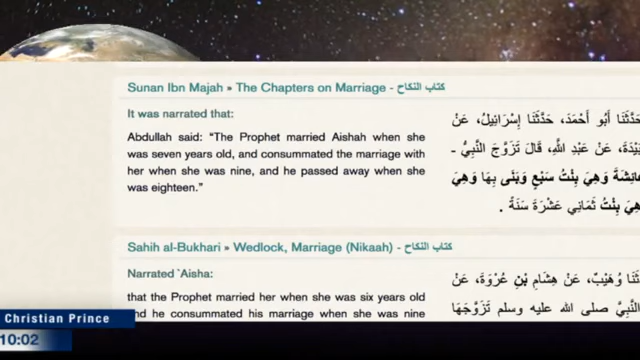 Sunan Ibn Majah » The Chapters on Marriage - كتاب النكاح
It was narrated that:
Abdullah said: “The Prophet married Aishah when she
was seven years old, and consummated the marriage with
her when she was nine, and he passed away when she
was eighteen.”
حَدَّثَنَا أَبُو أَحْمَدَ، حَدَّثَنَا إِسْرَائِيلُ، عَنْ
عَنْ عَبْدِ اللَّهِ، قَالَ تَزَوَّجَ النَّبِيُّ ـ
عَائِشَةَ وَهِيَ بِنْتُ سَبْعٍ وَبَنَى بِهَا وَهِيَ
هِيَ بِنْتُ ثَمَانِي عَشْرَةَ سَنَةً .
Sahih al-Bukhari » Wedlock, Marriage (Nikaah) - كتاب النكاح
Narrated `Aisha:
that the Prophet married her when she was six years old
and he consummated his marriage when she was nine
وُهَيْبٌ، عَنْ هِشَامِ بْنِ عُرْوَةَ، عَنْ
النَّبِيَّ صلى الله عليه وسلم تَزَوَّجَهَا
Christian Prince
10:02